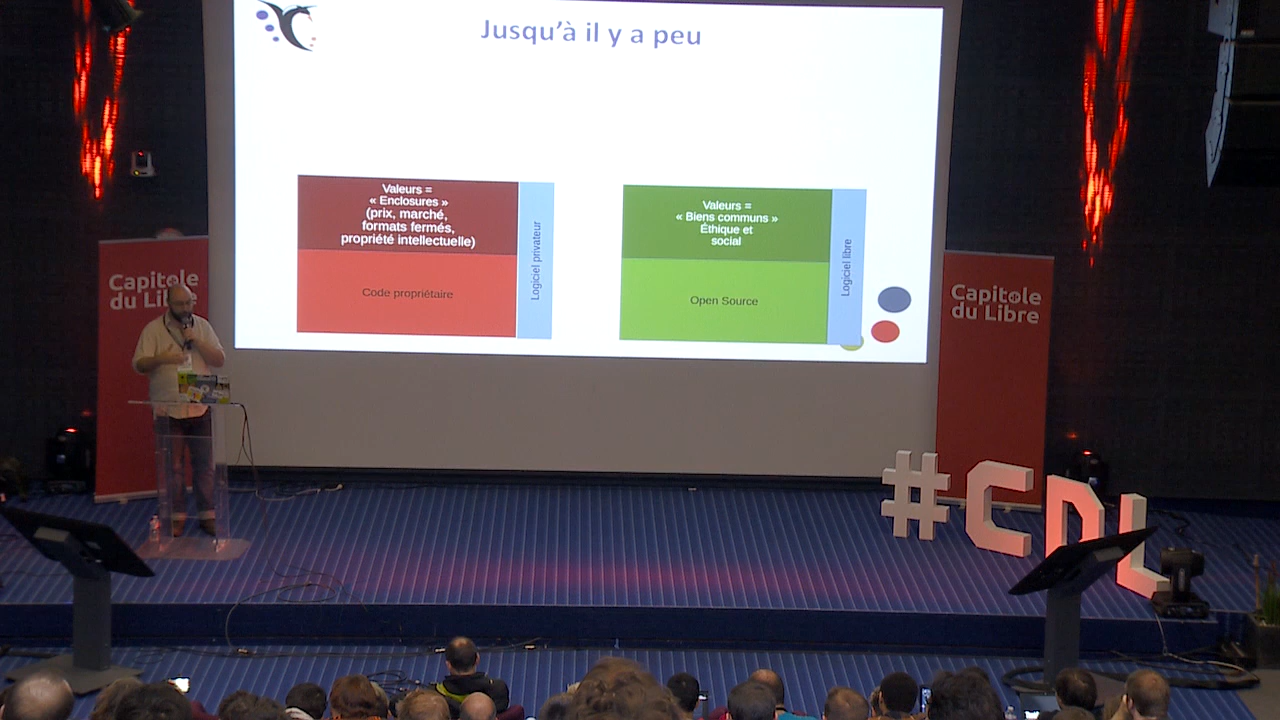 Jusqu'à il y a peu
Valeurs =
« Enclosures »
(prix, marché,
formats fermés,
propriété intellectuelle)
Code propriétaire
Logiciel privateur
Valeurs =
« Biens communs »
Éthique et
social
Open Source
Logiciel libre
Capitole
du Libre
Capitole
du Libre
#CDL